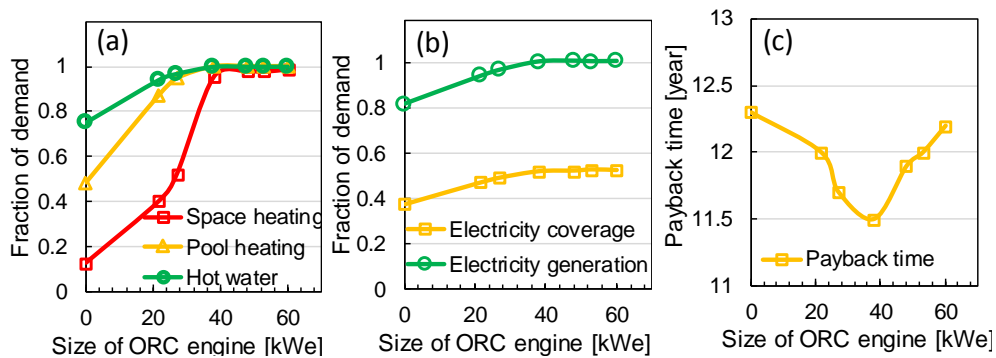 (a)
Fraction of demand
1
0.8
0.6
0.4
0.2
0
Space heating
Pool heating
Hot water
0
20
40
60
Size of ORC engine [kWe]
(b)
Fraction of demand
1
0.8
0.6
0.4
0.2
0
Electricity coverage
Electricity generation
0
20
40
60
Size of ORC engine [kWe]
(c)
Payback time [year]
13
12.5
12
11.5
11
Payback time
0
20
40
60
Size of ORC engine [kWe]